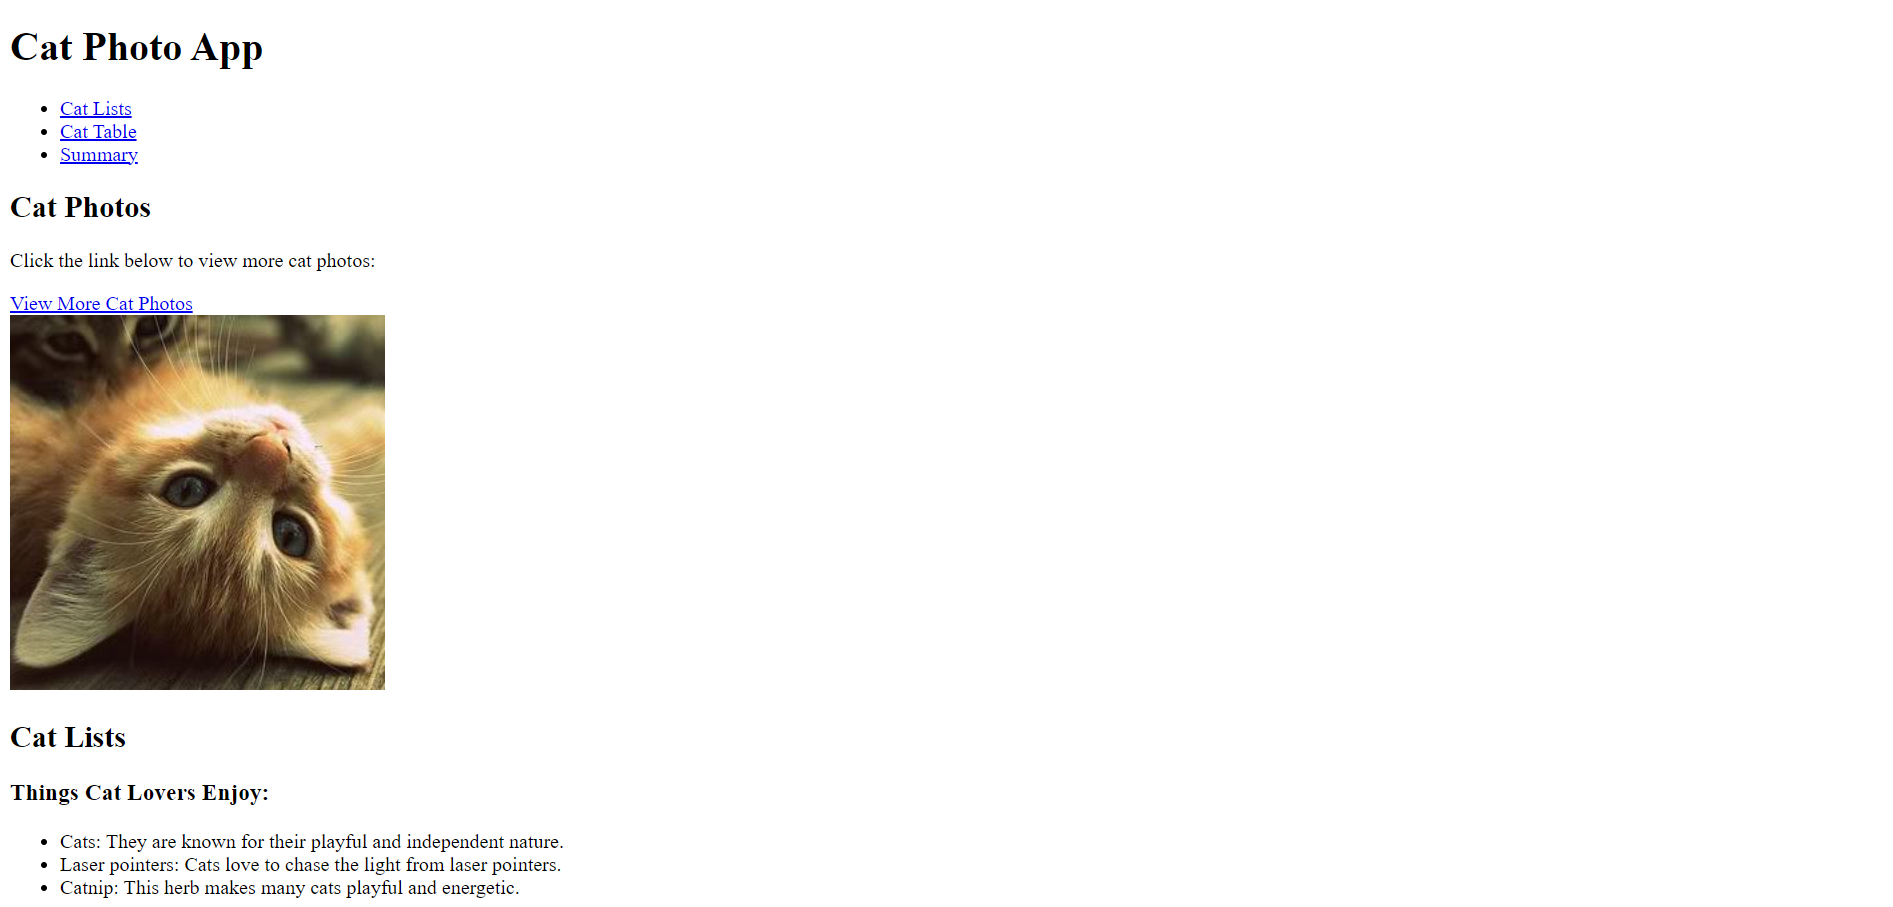 Cat Photo App
Cat Lists
Cat Table
Summary
Cat Photos
Click the link below to view more cat photos:
View More Cat Photos
Cat Lists
Things Cat Lovers Enjoy:
Cats: They are known for their playful and independent nature.
Laser pointers: Cats love to chase the light from laser pointers.
Catnip: This herb makes many cats playful and energetic.